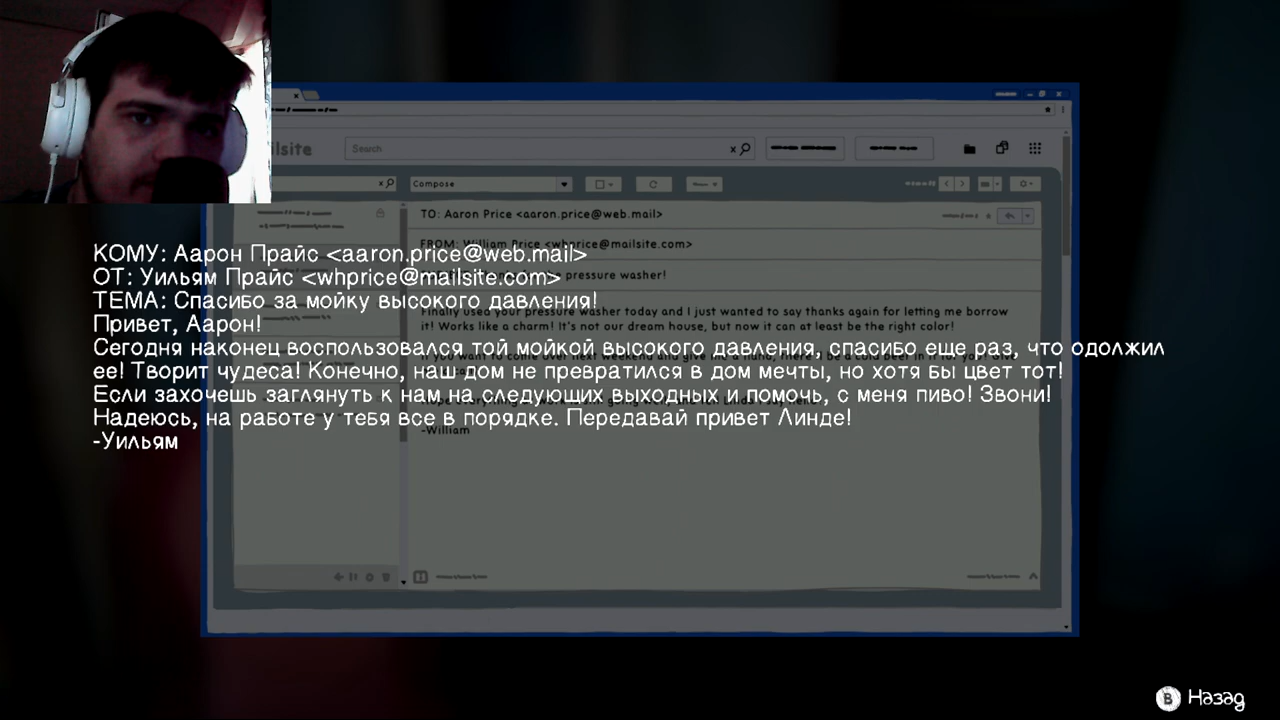 ilsite
Search
Compose
TO: Aaron Price <aaron.price@web.mail>
FROM: William Price <whprice@mailsite.com>
pressure washer!
Finally used your pressure washer today and I just wanted to say thanks again for letting me borrow
it! Works like a charm! It's not our dream house, but now it can at least be the right color!
-William
КОМУ: Аарон Прайс <aaron.price@web.mail>
ОТ: Уильям Прайс <whprice@mailsite.com>
ТЕМА: Спасибо за мойку высокого давления!
Привет, Аарон!
Сегодня наконец воспользовался той мойкой высокого давления, спасибо еще раз, что одолжил
ее! Творит чудеса! Конечно, наш дом не превратился в дом мечты, но хотя бы цвет тот!
Если захочешь заглянуть к нам на следующих выходных и помочь, с меня пиво! Звони!
Надеюсь, на работе у тебя все в порядке. Передавай привет Линде!
-Уильям
B Назад